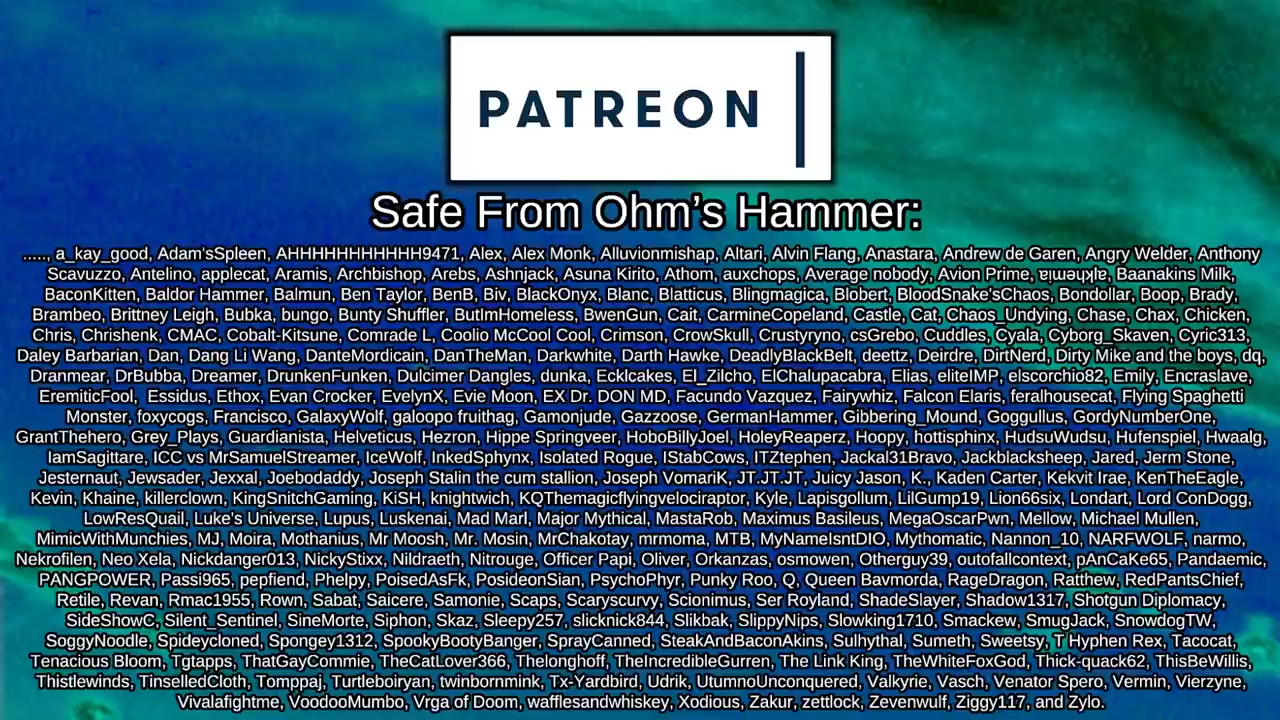 PATREON
Safe From Ohm's Hammer:
....., a_kay_good, Adam'sSpleen, AHHHHHHHHHHH9471, Alex, Alex Monk, Alluvionmishap, Altari, Alvin Flang, Anastara, Andrew de Garen, Angry Welder, Anthony
Scavuzzo, Antelino, applecat, Aramis, Archbishop, Arebs, Ashnjack, Asuna Kirito, Athom, auxchops, Average nobody, Avion Prime, ɐıɯǝuʞlɐ, Baanakins Milk,
BaconKitten, Baldor Hammer, Balmun, Ben Taylor, BenB, Biv, BlackOnyx, Blanc, Blatticus, Blingmagica, Blobert, BloodSnake'sChaos, Bondollar, Boop, Brady,
Brambeo, Brittney Leigh, Bubka, bungo, Bunty Shuffler, ButImHomeless, BwenGun, Cait, CarmineCopeland, Castle, Cat, Chaos_Undying, Chase, Chax, Chicken,
Chris, Chrishenk, CMAC, Cobalt-Kitsune, Comrade L, Coolio McCool Cool, Crimson, CrowSkull, Crustyryno, csGrebo, Cuddles, Cyala, Cyborg_Skaven, Cyric313,
Daley Barbarian, Dan, Dang Li Wang, DanteMordicain, DanTheMan, Darkwhite, Darth Hawke, DeadlyBlackBelt, deettz, Deirdre, DirtNerd, Dirty Mike and the boys, dq,
Dranmear, DrBubba, Dreamer, DrunkenFunken, Dulcimer Dangles, dunka, Ecklcakes, El_Zilcho, ElChalupacabra, Elias, eliteIMP, elscorchio82, Emily, Encraslave,
EremiticFool, Essidus, Ethox, Evan Crocker, EvelynX, Evie Moon, EX Dr. DON MD, Facundo Vazquez, Fairywhiz, Falcon Elaris, feralhousecat, Flying Spaghetti
Monster, foxycogs, Francisco, GalaxyWolf, galoopo fruithag, Gamonjude, Gazzoose, GermanHammer, Gibbering_Mound, Goggullus, GordyNumberOne,
GrantThehero, Grey_Plays, Guardianista, Helveticus, Hezron, Hippe Springveer, HoboBillyJoel, HoleyReaperz, Hoopy, hottisphinx, HudsuWudsu, Hufenspiel, Hwaalg,
IamSagittare, ICC vs MrSamuelStreamer, IceWolf, InkedSphynx, Isolated Rogue, IStabCows, ITZtephen, Jackal31Bravo, Jackblacksheep, Jared, Jerm Stone,
Jesternaut, Jewsader, Jexxal, Joebodaddy, Joseph Stalin the cum stallion, Joseph VomariK, JT.JT.JT, Juicy Jason, K., Kaden Carter, Kekvit Irae, KenTheEagle,
Kevin, Khaine, killerclown, KingSnitchGaming, KiSH, knightwich, KQThemagicflyingvelociraptor, Kyle, Lapisgollum, LilGump19, Lion66six, Londart, Lord ConDogg,
LowResQuail, Luke's Universe, Lupus, Luskenai, Mad Marl, Major Mythical, MastaRob, Maximus Basileus, MegaOscarPwn, Mellow, Michael Mullen,
MimicWithMunchies, MJ, Moira, Mothanius, Mr Moosh, Mr. Mosin, MrChakotay, mrmoma, MTB, MyNameIsntDIO, Mythomatic, Nannon_10, NARFWOLF, narmo,
Nekrofilen, Neo Xela, Nickdanger013, NickyStixx, Nildraeth, Nitrouge, Officer Papi, Oliver, Orkanzas, osmowen, Otherguy39, outofallcontext, pAnCaKe65, Pandaemic,
PANGPOWER, Passi965, pepfiend, Phelpy, PoisedAsFk, PosideonSian, PsychoPhyr, Punky Roo, Q, Queen Bavmorda, RageDragon, Ratthew, RedPantsChief,
Retile, Revan, Rmac1955, Rown, Sabat, Saicere, Samonie, Scaps, Scaryscurvy, Scionimus, Ser Royland, ShadeSlayer, Shadow1317, Shotgun Diplomacy,
SideShowC, Silent_Sentinel, SineMorte, Siphon, Skaz, Sleepy257, slicknick844, Slikbak, SlippyNips, Slowking1710, Smackew, SmugJack, SnowdogTW,
SoggyNoodle, Spideycloned, Spongey1312, SpookyBootyBanger, SprayCanned, SteakAndBaconAkins, Sulhythal, Sumeth, Sweetsy, T Hyphen Rex, Tacocat,
Tenacious Bloom, Tgtapps, ThatGayCommie, TheCatLover366, Thelonghoff, TheIncredibleGurren, The Link King, TheWhiteFoxGod, Thick-quack62, ThisBeWillis,
Thistlewinds, TinselledCloth, Tomppaj, Turtleboiryan, twinbornmink, Tx-Yardbird, Udrik, UtumnoUnconquered, Valkyrie, Vasch, Venator Spero, Vermin, Vierzyne,
Vivalafightme, VoodooMumbo, Vrga of Doom, wafflesandwhiskey, Xodious, Zakur, zettlock, Zevenwulf, Ziggy117, and Zylo.